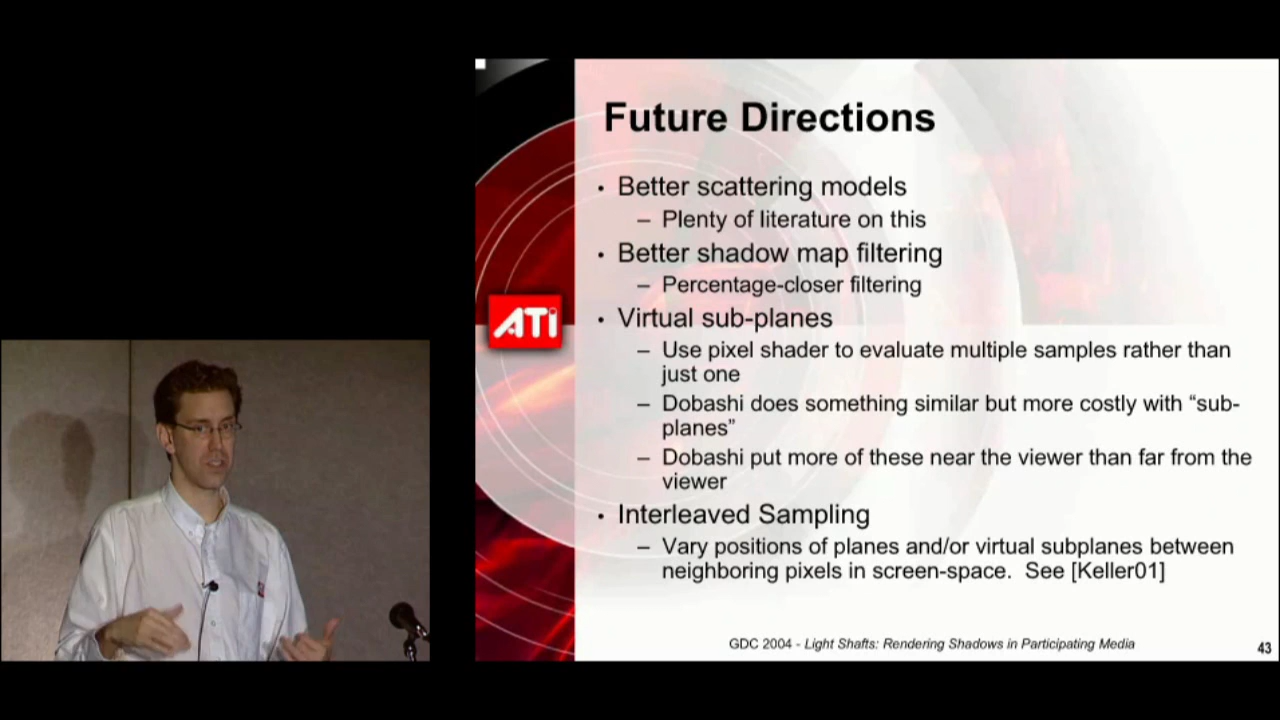 Future Directions
• Better scattering models
– Plenty of literature on this
• Better shadow map filtering
– Percentage-closer filtering
• Virtual sub-planes
– Use pixel shader to evaluate multiple samples rather than
just one
– Dobashi does something similar but more costly with “sub-
planes”
– Dobashi put more of these near the viewer than far from the
viewer
• Interleaved Sampling
– Vary positions of planes and/or virtual subplanes between
neighboring pixels in screen-space.  See [Keller01]
ATI
GDC 2004 - Light Shafts: Rendering Shadows in Participating Media
43